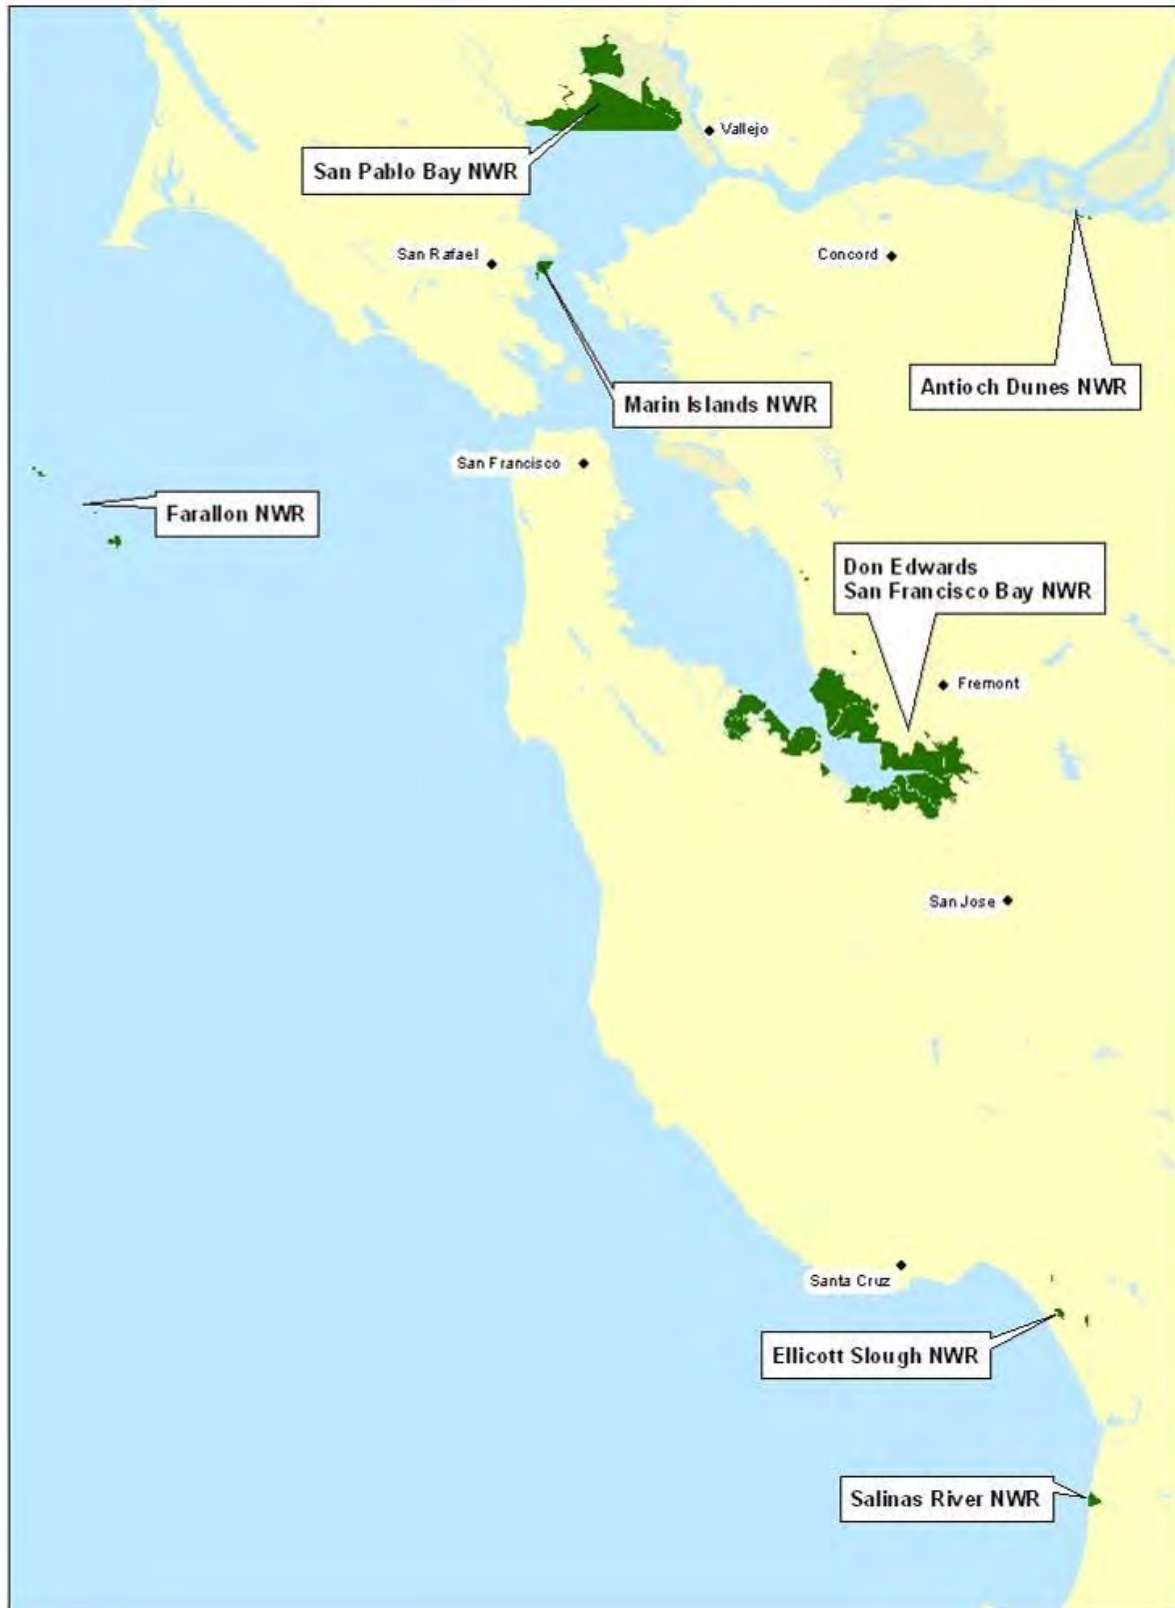 Vallejo
San Pablo Bay NWR
San Rafael
Concord
Antioch Dunes NWR
Marin Islands NWR
San Francisco
Farallon NWR
Don Edwards
San Francisco Bay NWR
Fremont
San Jose
Santa Cruz
Ellicott Slough NWR
Salinas River NWR